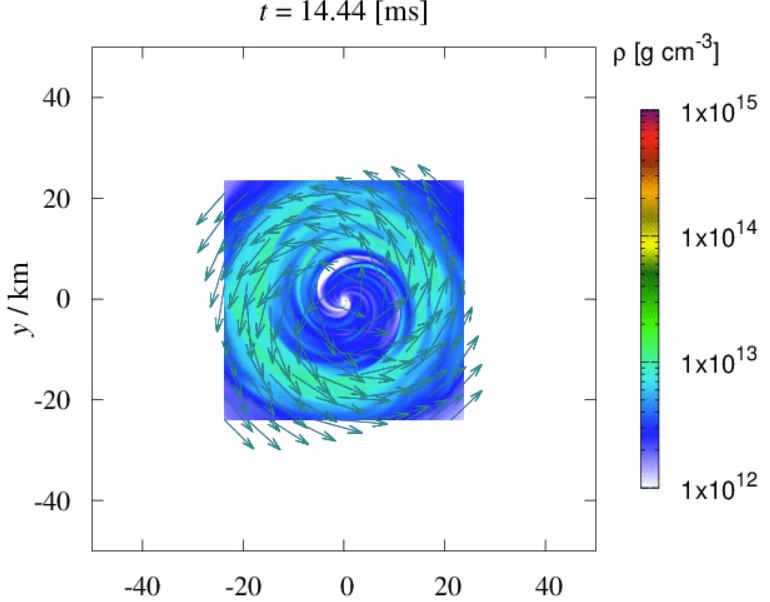 t = 14.44 [ms]
ρ [g cm-3]
1x10^15
1x10^14
1x10^13
1x10^12
y / km
40
20
0
-20
-40
-40 -20 0 20 40